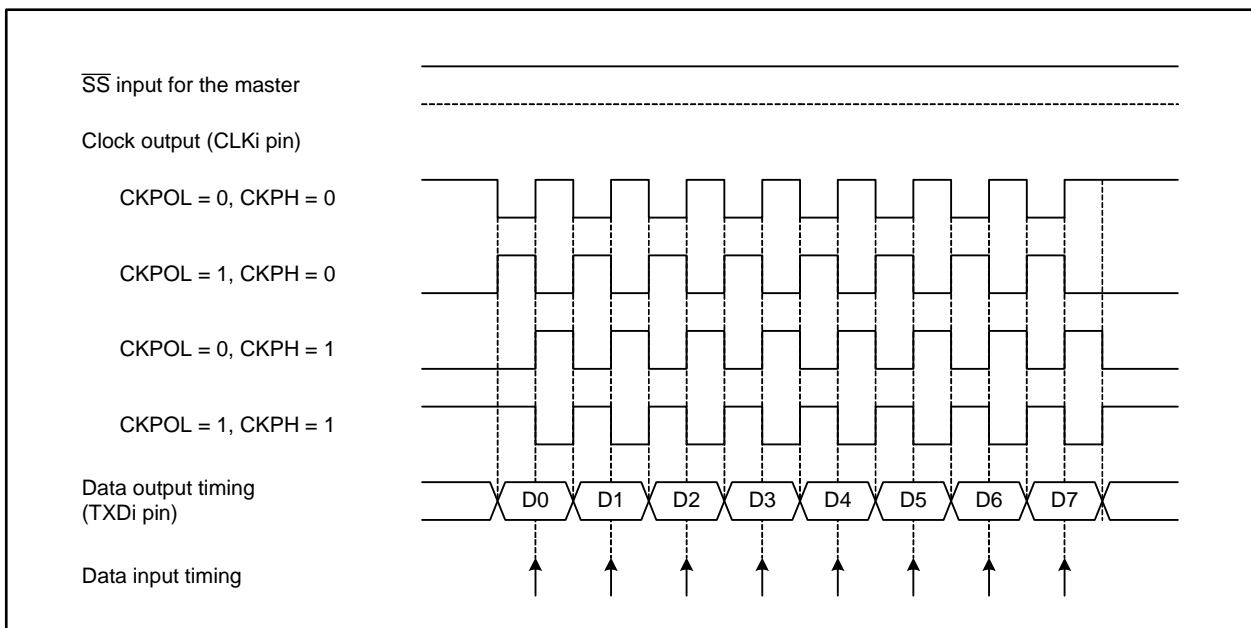 S̅S̅ input for the master
Clock output (CLKi pin)
CKPOL = 0, CKPH = 0
CKPOL = 1, CKPH = 0
CKPOL = 0, CKPH = 1
CKPOL = 1, CKPH = 1
Data output timing
(TXDi pin)
D0 D1 D2 D3 D4 D5 D6 D7
Data input timing